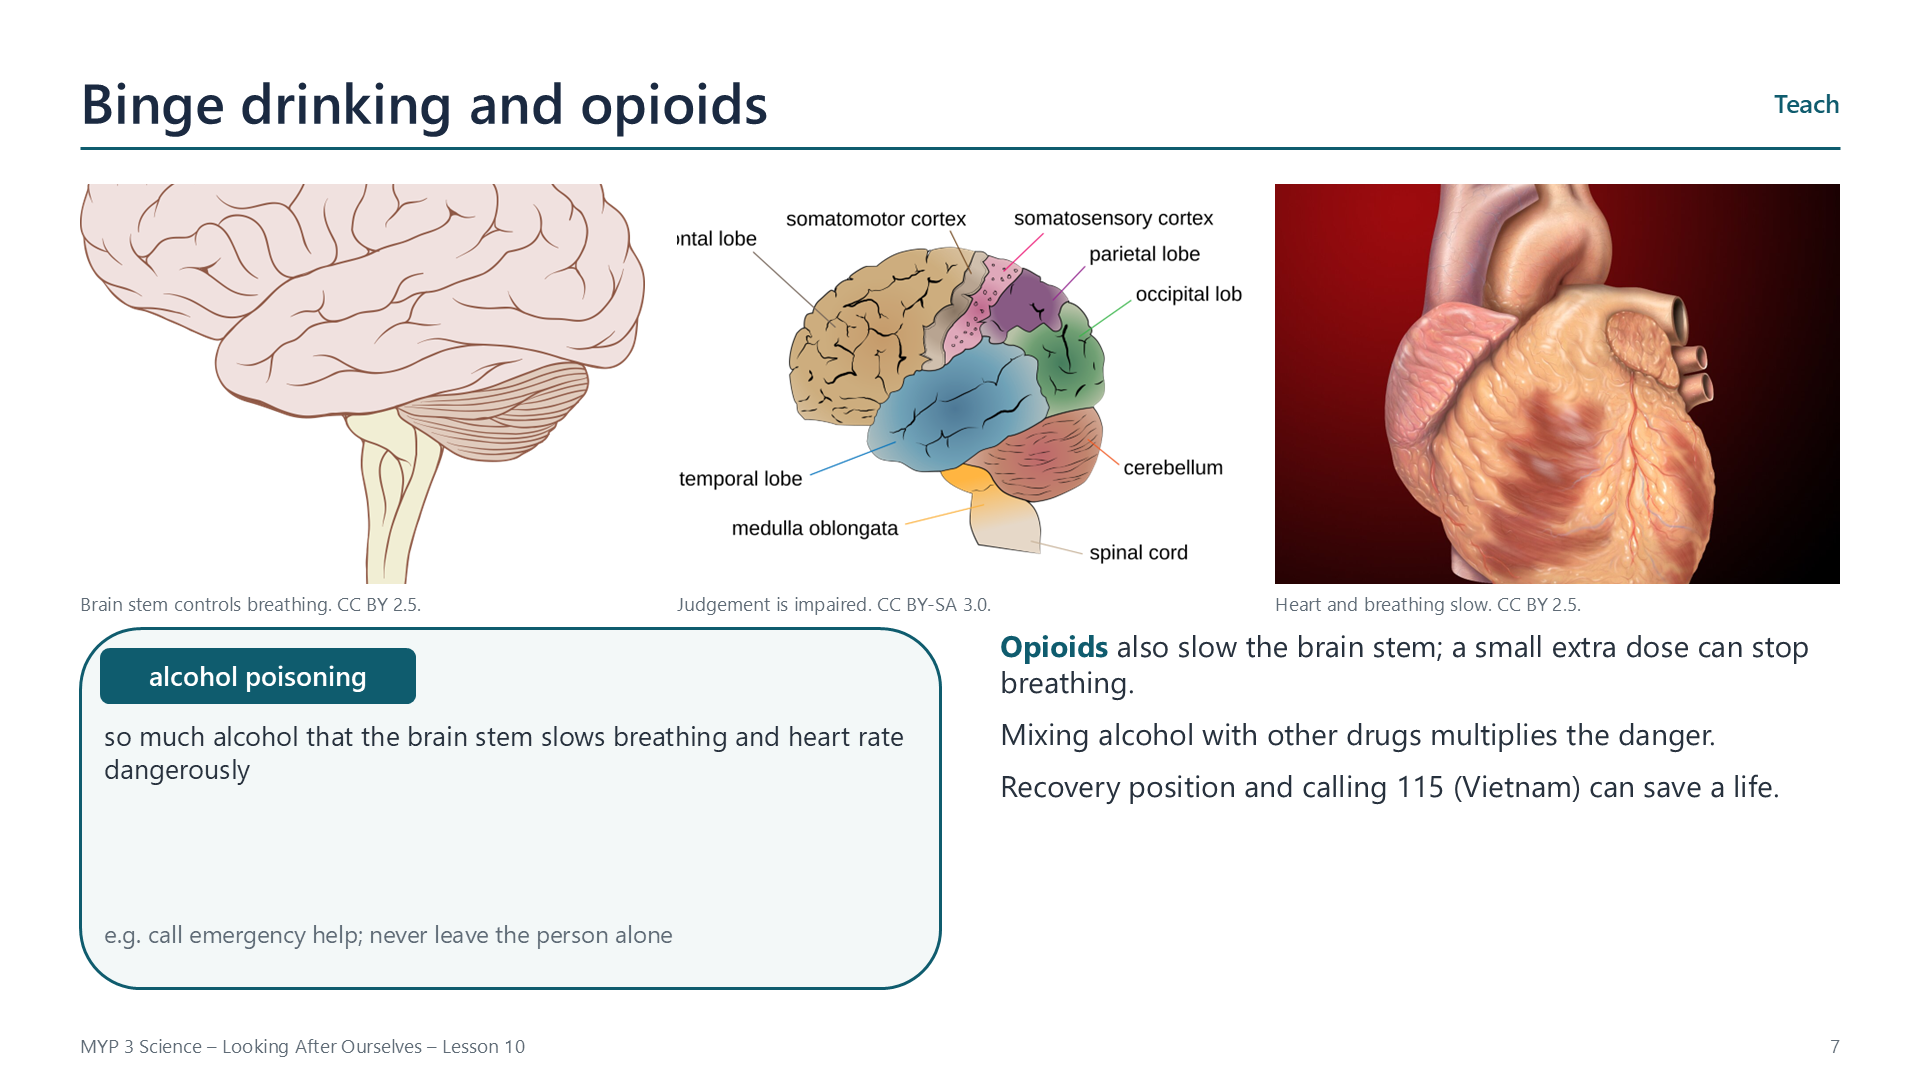 Binge drinking and opioids
Teach
somatomotor cortex
somatosensory cortex
ontal lobe
parietal lobe
occipital lob
temporal lobe
cerebellum
medulla oblongata
spinal cord
Brain stem controls breathing. CC BY 2.5.
Judgement is impaired. CC BY-SA 3.0.
Heart and breathing slow. CC BY 2.5.
alcohol poisoning
so much alcohol that the brain stem slows breathing and heart rate
dangerously
e.g. call emergency help; never leave the person alone
Opioids also slow the brain stem; a small extra dose can stop
breathing.
Mixing alcohol with other drugs multiplies the danger.
Recovery position and calling 115 (Vietnam) can save a life.
MYP 3 Science – Looking After Ourselves – Lesson 10
7